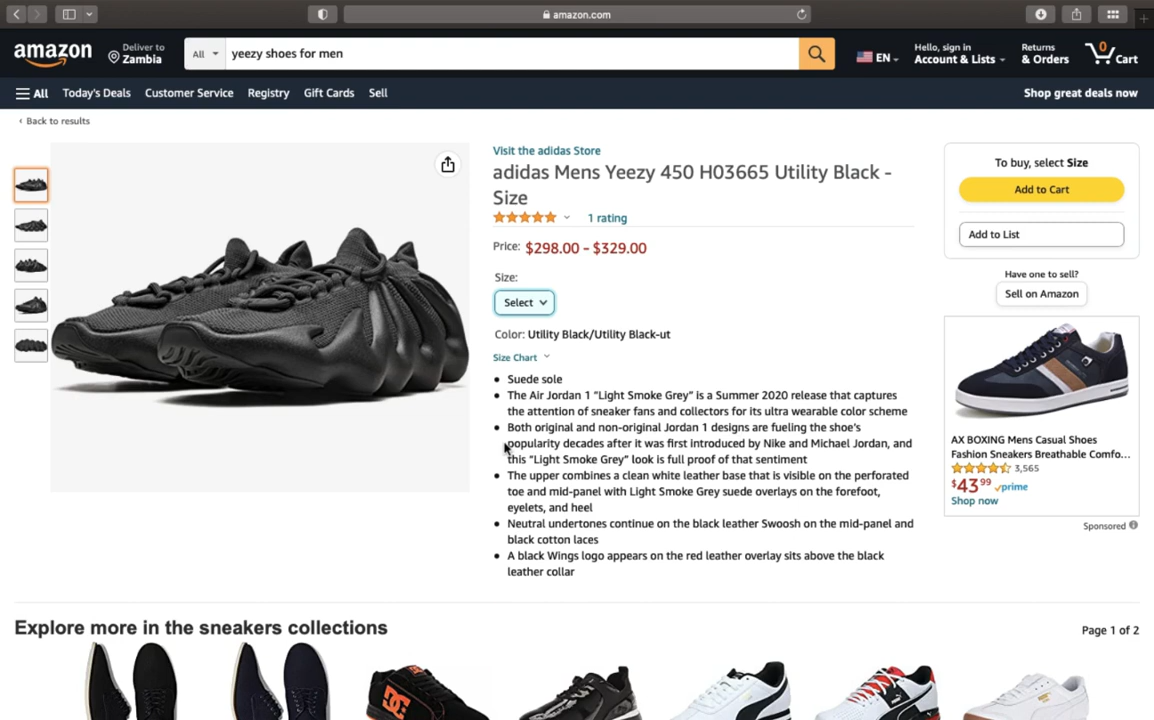 amazon.com
amazon
Deliver to
Zambia
All
yeezy shoes for men
EN
Hello, sign in
Account & Lists
Returns
& Orders
0
Cart
All
Today's Deals
Customer Service
Registry
Gift Cards
Sell
Shop great deals now
‹ Back to results
Visit the adidas Store
adidas Mens Yeezy 450 H03665 Utility Black -
Size
1 rating
Price: $298.00 - $329.00
Size:
Select
Color: Utility Black/Utility Black-ut
Size Chart
• Suede sole
• The Air Jordan 1 “Light Smoke Grey” is a Summer 2020 release that captures
the attention of sneaker fans and collectors for its ultra wearable color scheme
• Both original and non-original Jordan 1 designs are fueling the shoe’s
popularity decades after it was first introduced by Nike and Michael Jordan, and
this “Light Smoke Grey” look is full proof of that sentiment
• The upper combines a clean white leather base that is visible on the perforated
toe and mid-panel with Light Smoke Grey suede overlays on the forefoot,
eyelets, and heel
• Neutral undertones continue on the black leather Swoosh on the mid-panel and
black cotton laces
• A black Wings logo appears on the red leather overlay sits above the black
leather collar
To buy, select Size
Add to Cart
Add to List
Have one to sell?
Sell on Amazon
AX BOXING Mens Casual Shoes
Fashion Sneakers Breathable Comfo...
3,565
$43 99 prime
Shop now
Sponsored
Explore more in the sneakers collections
Page 1 of 2
DC